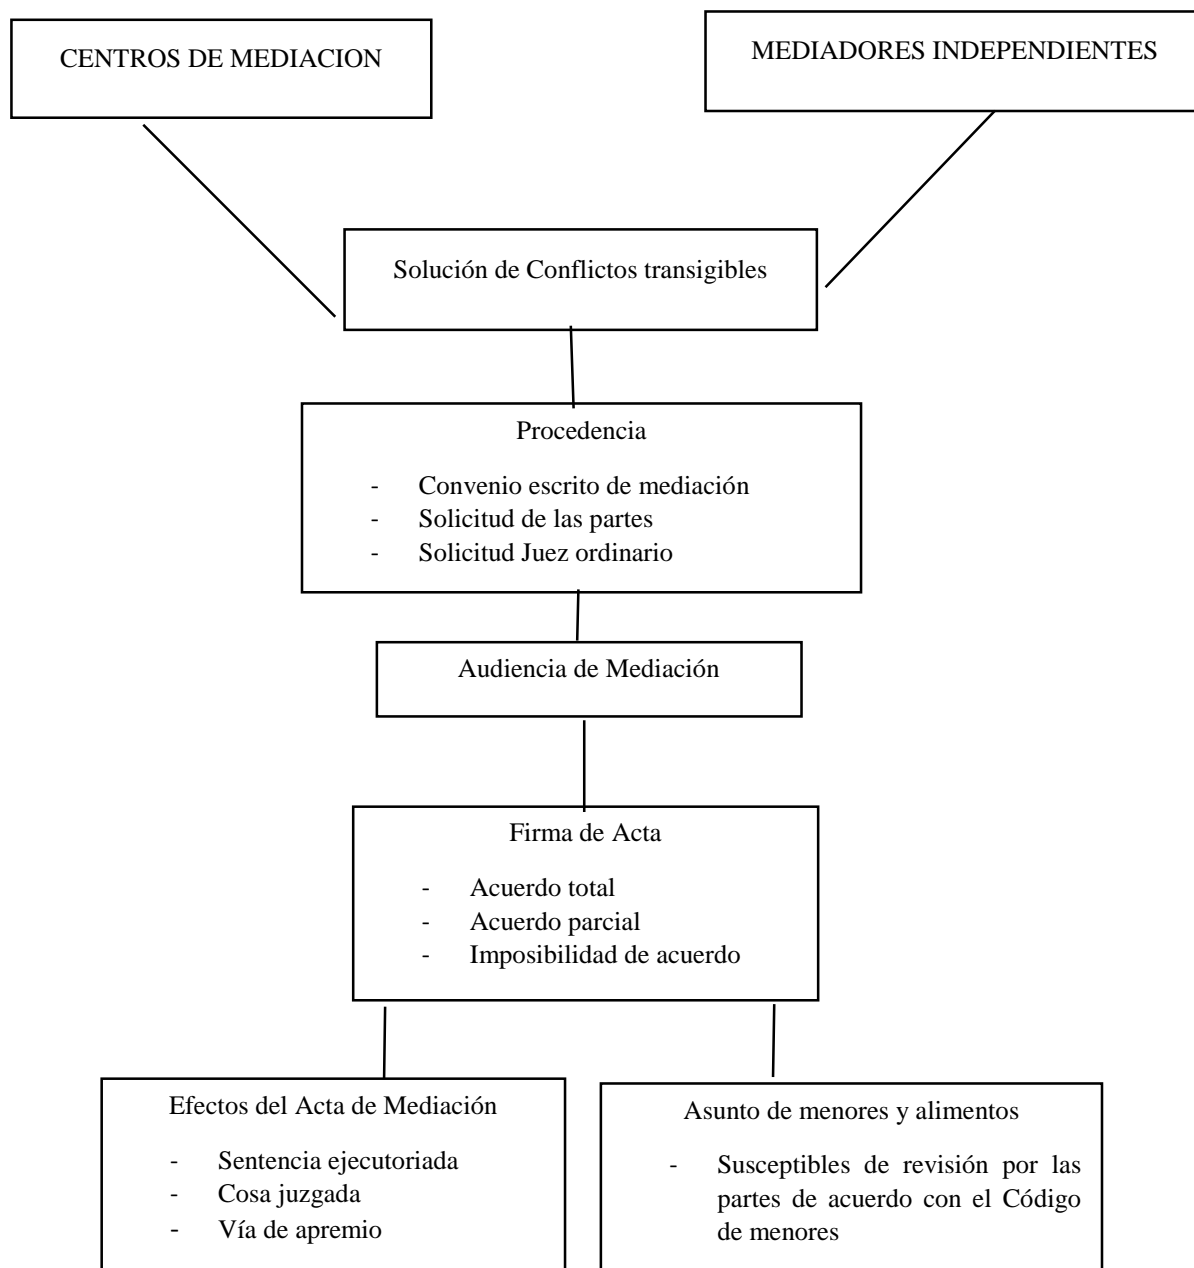 CENTROS DE MEDIACION
MEDIADORES INDEPENDIENTES
Solución de Conflictos transigibles
Procedencia
- Convenio escrito de mediación
- Solicitud de las partes
- Solicitud Juez ordinario
Audiencia de Mediación
Firma de Acta
- Acuerdo total
- Acuerdo parcial
- Imposibilidad de acuerdo
Efectos del Acta de Mediación
- Sentencia ejecutoriada
- Cosa juzgada
- Vía de apremio
Asunto de menores y alimentos
- Susceptibles de revisión por las
partes de acuerdo con el Código
de menores